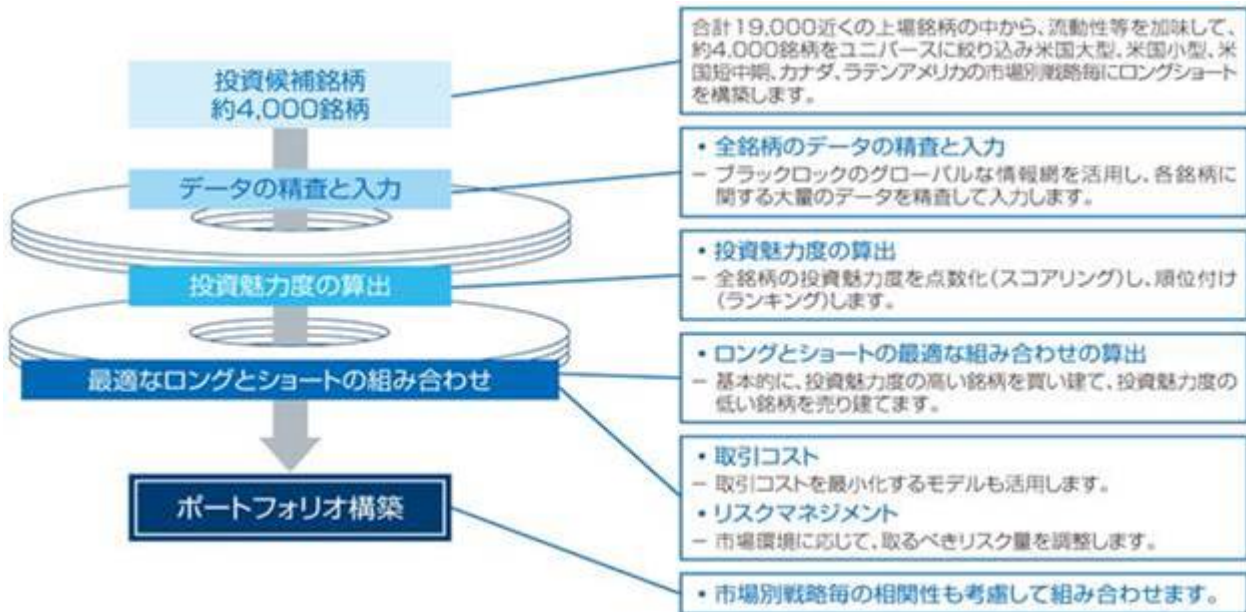 投資候補銘柄
約4,000銘柄
データの精査と入力
投資魅力度の算出
最適なロングとショートの組み合わせ
ポートフォリオ構築
合計19,000近くの上場銘柄の中から、流動性等を加味して、
約4,000銘柄をユニバースに絞り込み米国大型、米国小型、米
国短中期、カナダ、ラテンアメリカの市場別戦略毎にロングショート
を構築します。
・全銘柄のデータの精査と入力
− ブラックロックのグローバルな情報網を活用し、各銘柄に
関する大量のデータを精査して入力します。
・投資魅力度の算出
− 全銘柄の投資魅力度を点数化(スコアリング)し、順位付け
(ランキング)します。
・ロングとショートの最適な組み合わせの算出
− 基本的に、投資魅力度の高い銘柄を買い建て、投資魅力度の
低い銘柄を売り建てます。
・取引コスト
− 取引コストを最小化するモデルも活用します。
・リスクマネジメント
− 市場環境に応じて、取るべきリスク量を調整します。
・市場別戦略毎の相関性も考慮して組み合わせます。